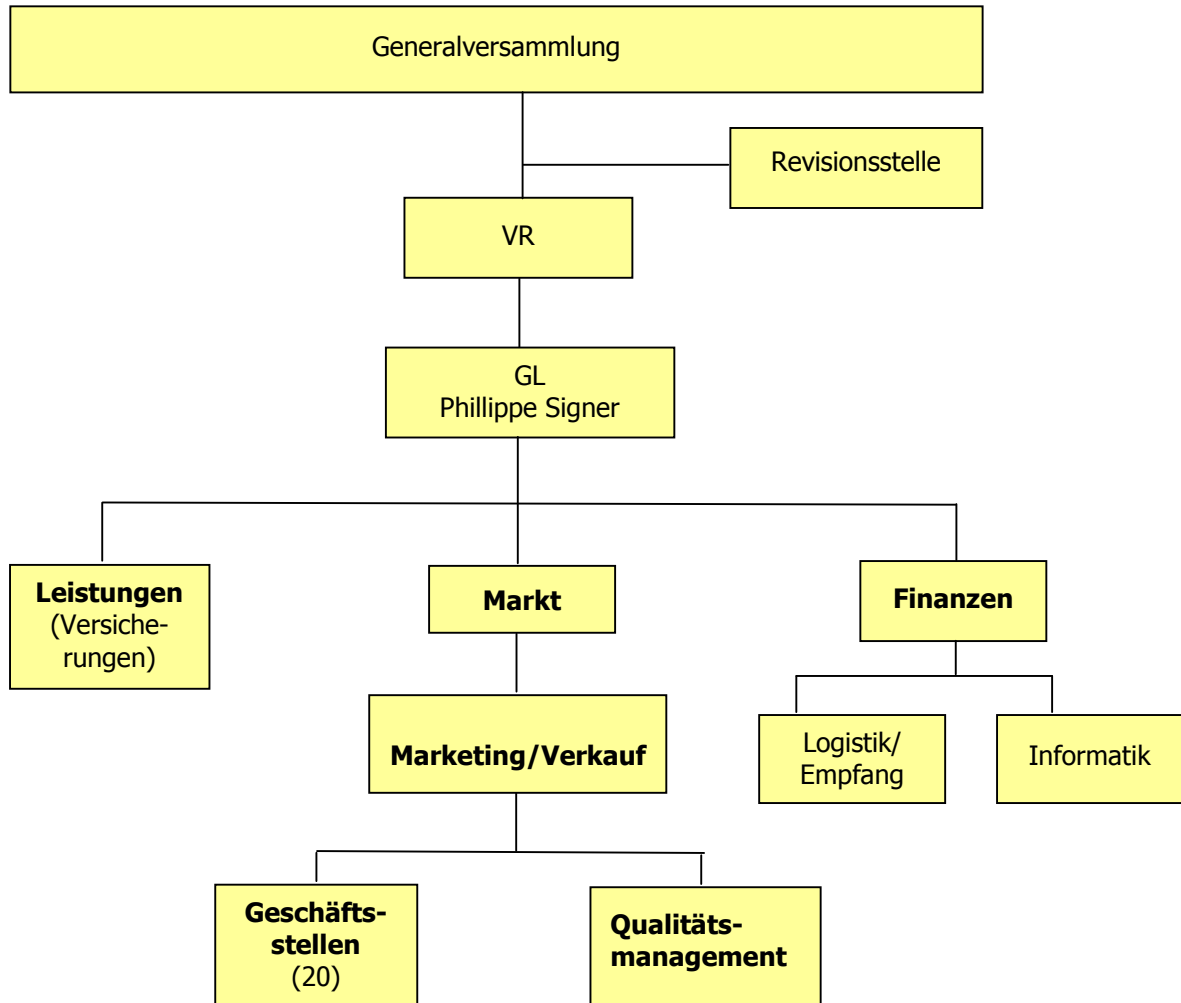 Generalversammlung
Revisionsstelle
VR
GL
Phillippe Signer
Leistungen
(Versiche-
rungen)
Markt
Finanzen
Marketing/Verkauf
Logistik/
Empfang
Informatik
Geschäfts-
stellen
(20)
Qualitäts-
management